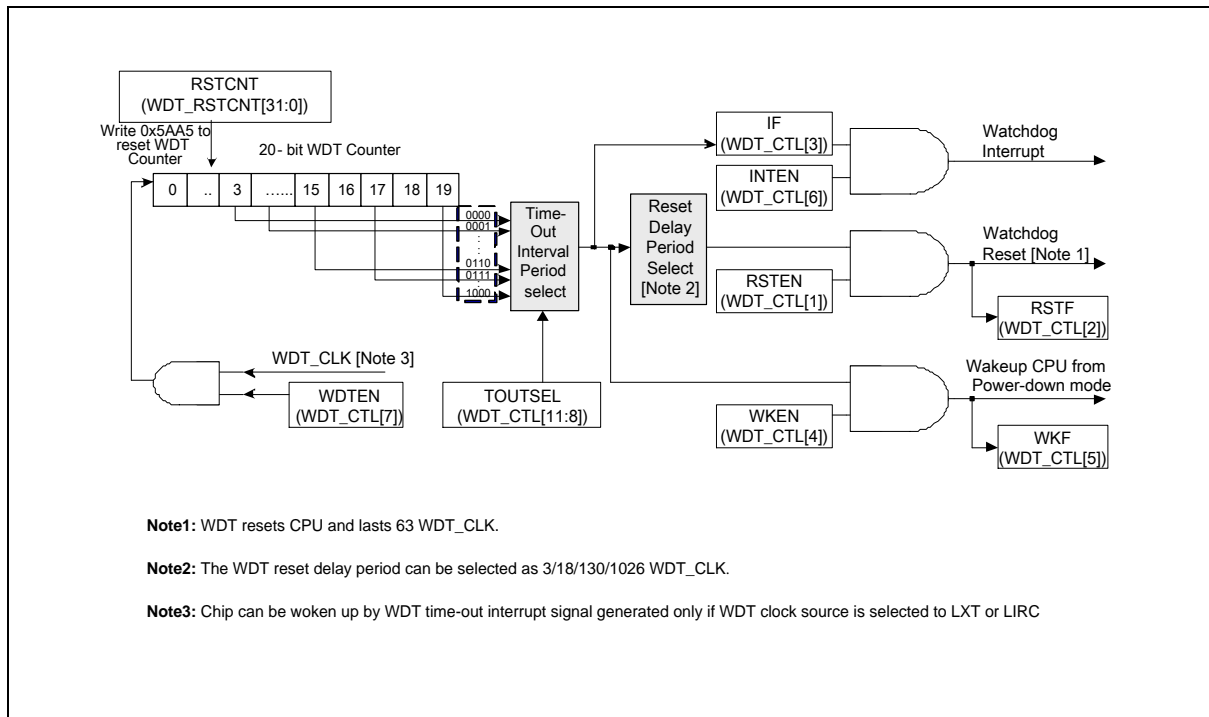 RSTCNT
(WDT_RSTCNT[31:0])
Write 0x5AA5 to
reset WDT
Counter
20- bit WDT Counter
0 .. 3 …... 15 16 17 18 19
0000
0001
0110
0111
1000
Time-
Out
Interval
Period
select
Reset
Delay
Period
Select
[Note 2]
IF
(WDT_CTL[3])
INTEN
(WDT_CTL[6])
Watchdog
Interrupt
RSTEN
(WDT_CTL[1])
Watchdog
Reset [Note 1]
RSTF
(WDT_CTL[2])
WDT_CLK [Note 3]
WDTEN
(WDT_CTL[7])
TOUTSEL
(WDT_CTL[11:8])
WKEN
(WDT_CTL[4])
Wakeup CPU from
Power-down mode
WKF
(WDT_CTL[5])
Note1: WDT resets CPU and lasts 63 WDT_CLK.
Note2: The WDT reset delay period can be selected as 3/18/130/1026 WDT_CLK.
Note3: Chip can be woken up by WDT time-out interrupt signal generated only if WDT clock source is selected to LXT or LIRC